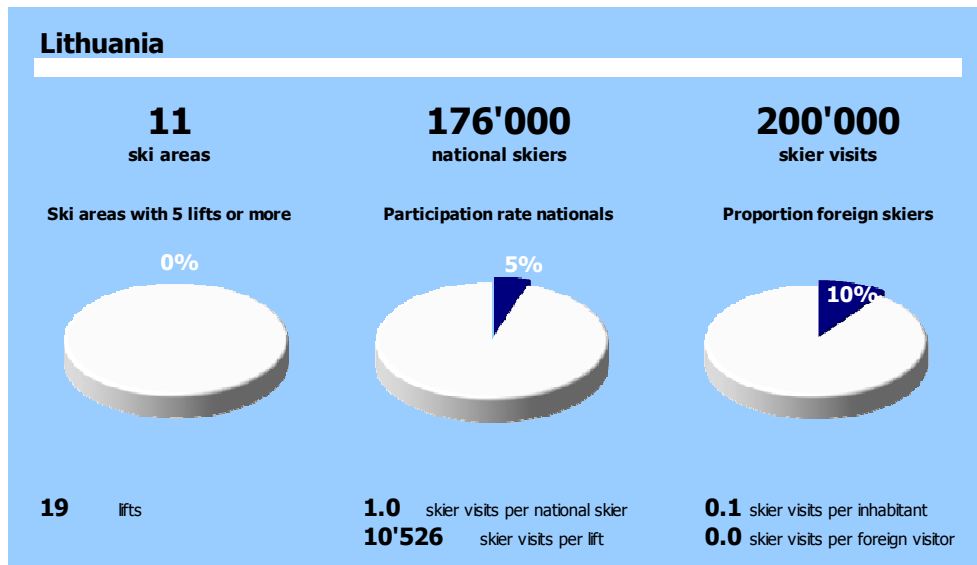 Lithuania
11
ski areas
176'000
national skiers
200'000
skier visits
Ski areas with 5 lifts or more
Participation rate nationals
Proportion foreign skiers
0%
5%
10%
19 lifts
1.0 skier visits per national skier
0.1 skier visits per inhabitant
10'526 skier visits per lift
0.0 skier visits per foreign visitor